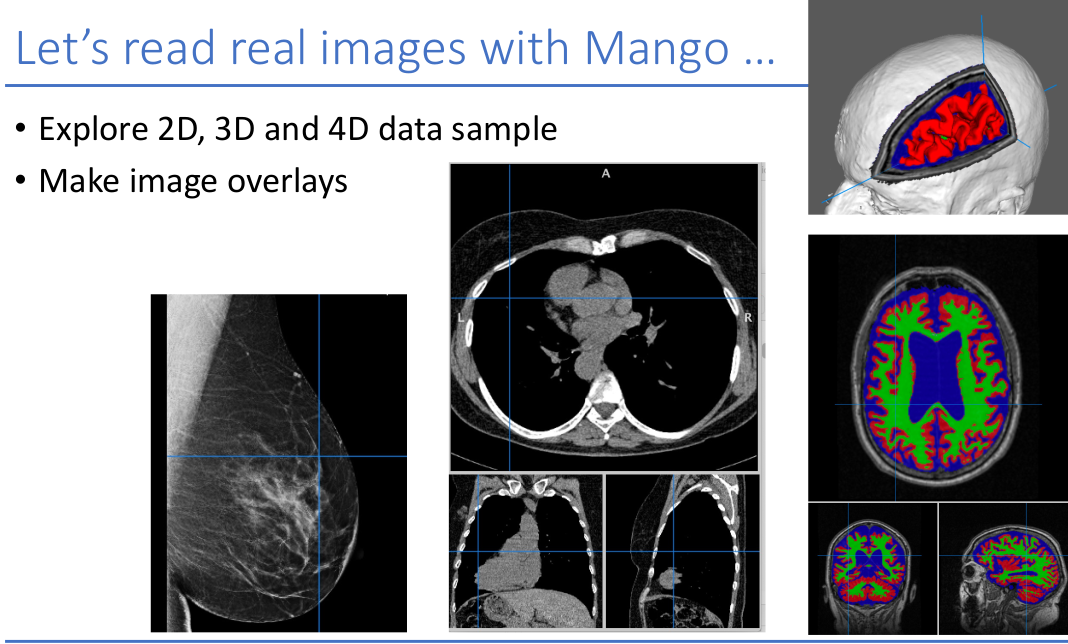 Let’s read real images with Mango ...
• Explore 2D, 3D and 4D data sample
• Make image overlays
A
L
R